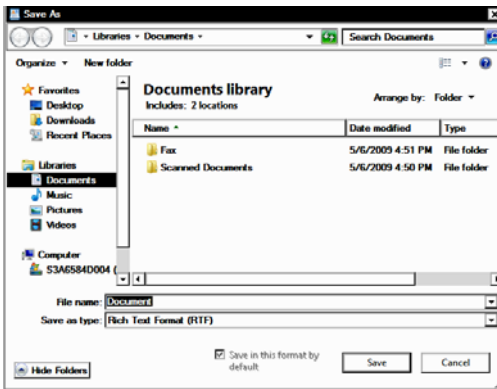 Save As
Libraries Documents Search Documents
Organize New folder
Favorites
Desktop
Downloads
Recent Places
Libraries
Documents
Music
Pictures
Videos
Computer
S3A6584D004 (
Documents library
Includes: 2 locations
Arrange by: Folder
Name Date modified Type
Fax 5/6/2009 4:51 PM File folder
Scanned Documents 5/6/2009 4:50 PM File folder
File name: Document
Save as type: Rich Text Format (RTF)
Save in this format by
default
Hide Folders Save Cancel